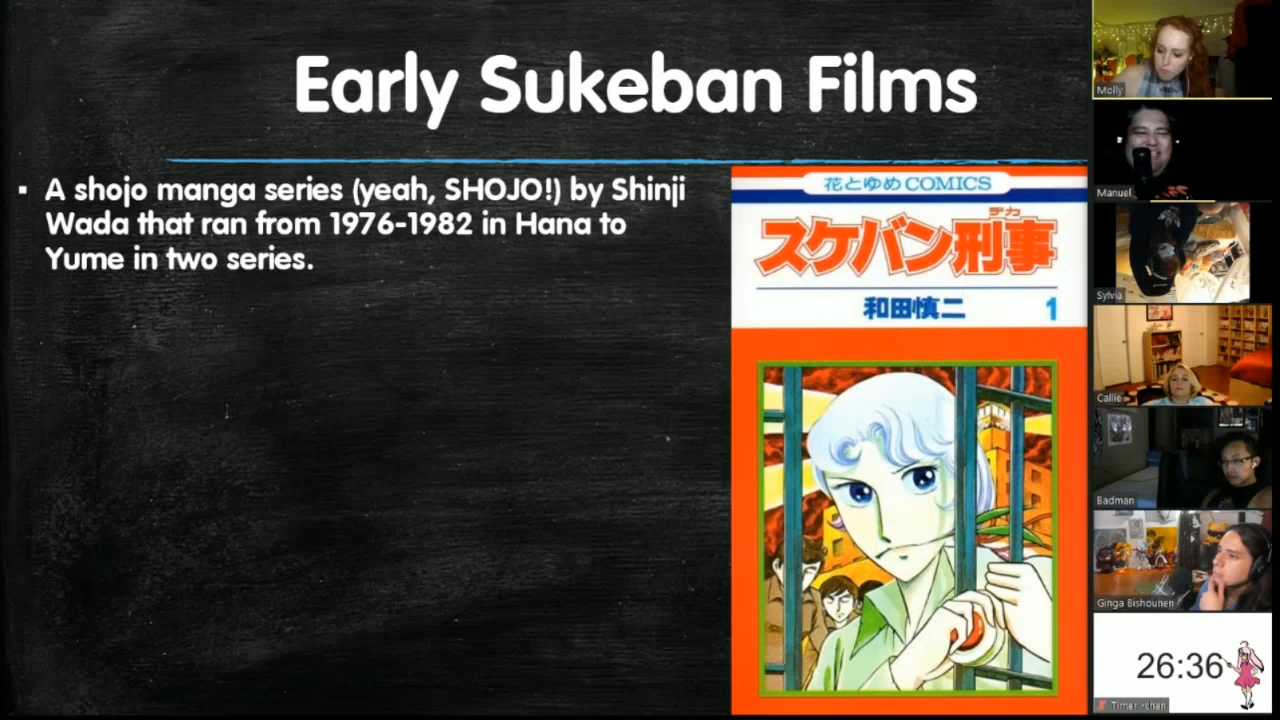 Early Sukeban Films
▪ A shojo manga series (yeah, SHOJO!) by Shinji
Wada that ran from 1976-1982 in Hana to
Yume in two series.
花とゆめCOMICS
デカ
スケバン刑事
和田慎二 1
Molly
Manuel
Sylvia
Callie
Badman
Ginga Bishounen
26:36
Timer-chan